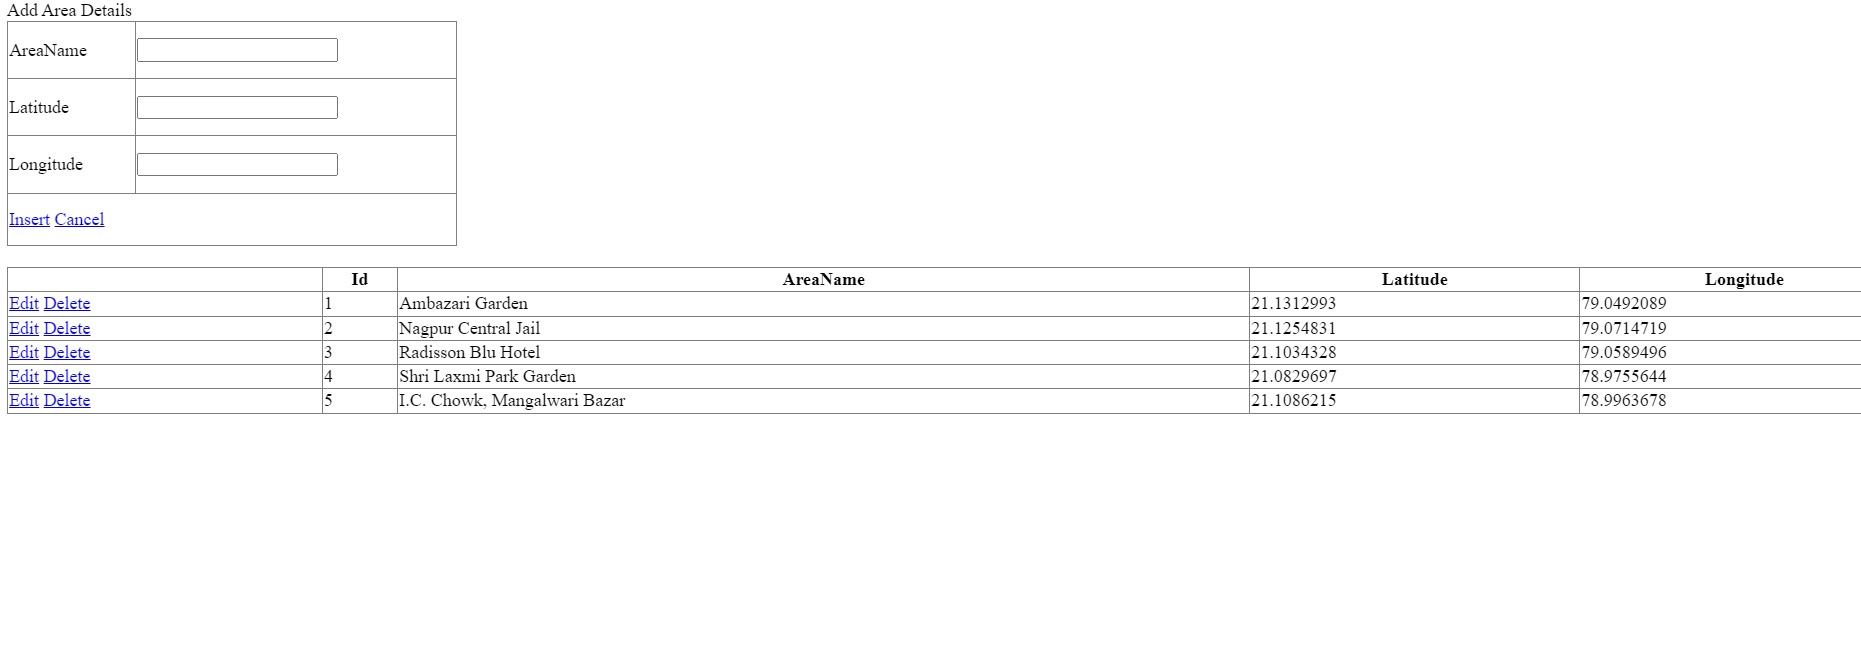 Add Area Details
AreaName
Latitude
Longitude
Insert Cancel
Id AreaName Latitude Longitude
Edit Delete 1 Ambazari Garden 21.1312993 79.0492089
Edit Delete 2 Nagpur Central Jail 21.1254831 79.0714719
Edit Delete 3 Radisson Blu Hotel 21.1034328 79.0589496
Edit Delete 4 Shri Laxmi Park Garden 21.0829697 78.9755644
Edit Delete 5 I.C. Chowk, Mangalwari Bazar 21.1086215 78.9963678